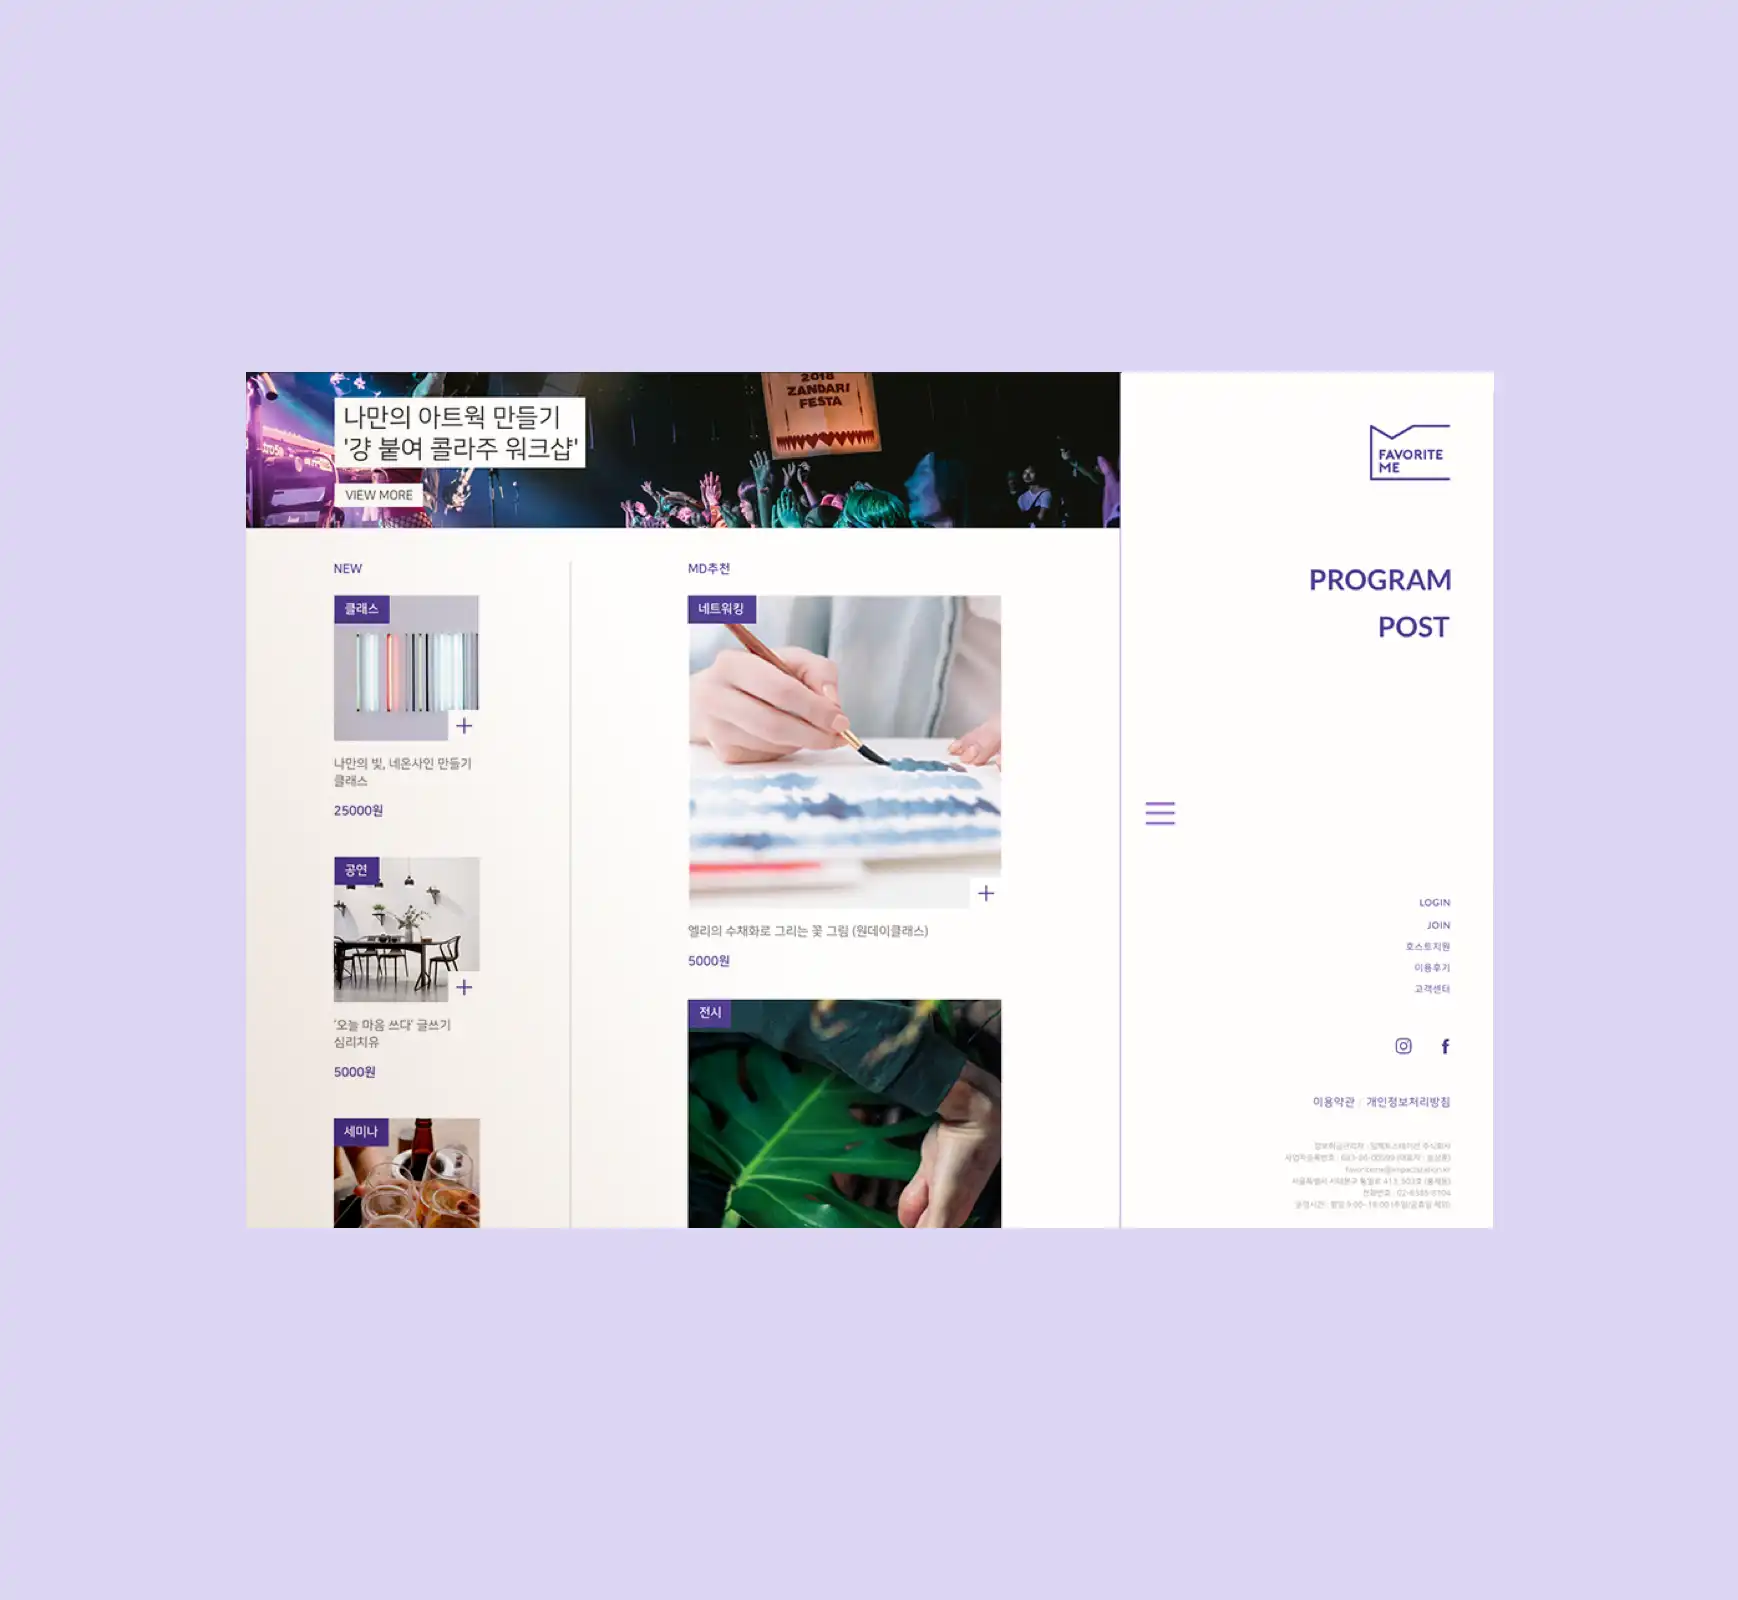 나만의 아트웍 만들기
'걍 붙여 콜라주 워크샵'
VIEW MORE
2018
ZANDARI
FESTA
NEW
클래스
나만의 빛, 네온사인 만들기
클래스
25000원
공연
'오늘 마음 쓰다' 글쓰기
심리치유
5000원
세미나
MD추천
네트워킹
엘리의 수채화로 그리는 꽃 그림 (원데이클래스)
5000원
전시
FAVORITE
ME
PROGRAM
POST
LOGIN
JOIN
호스트지원
이용후기
고객센터
이용약관 | 개인정보처리방침